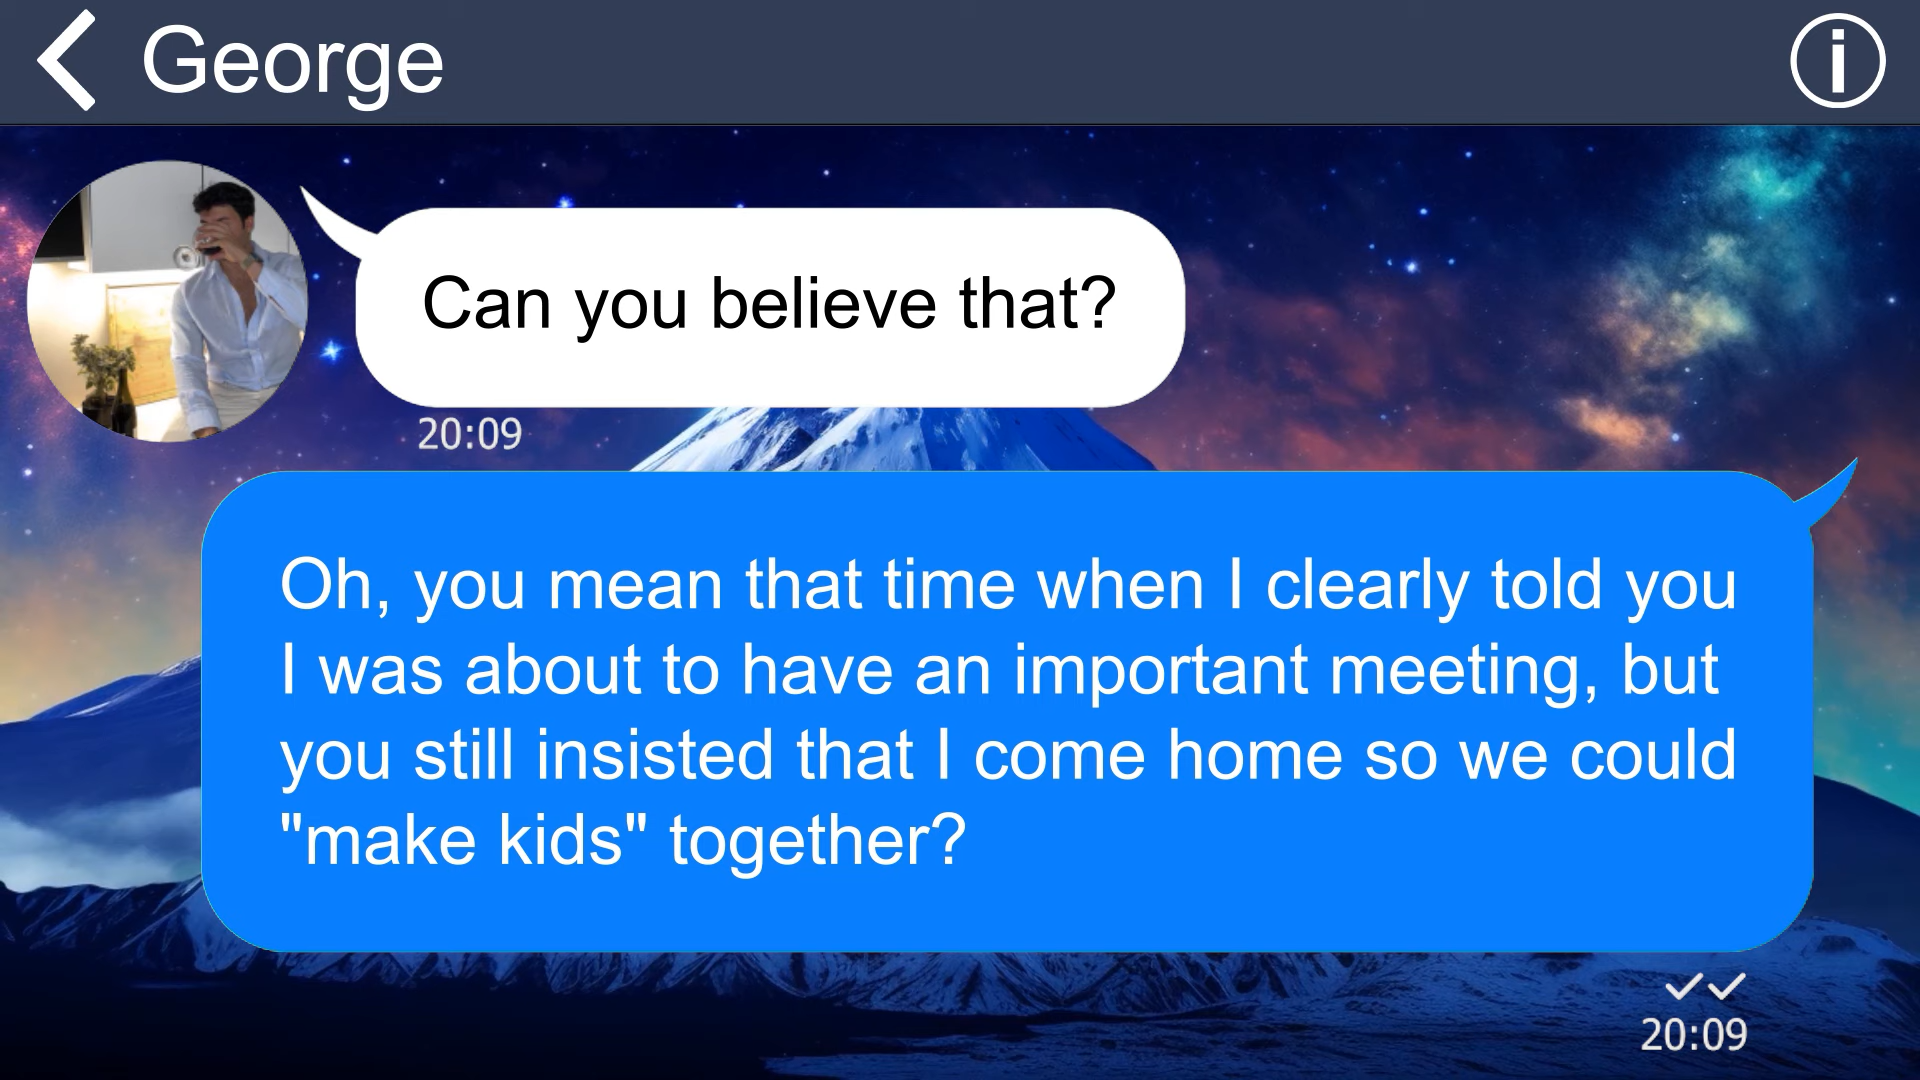 George
Can you believe that?
20:09
Oh, you mean that time when I clearly told you
I was about to have an important meeting, but
you still insisted that I come home so we could
"make kids" together?
20:09